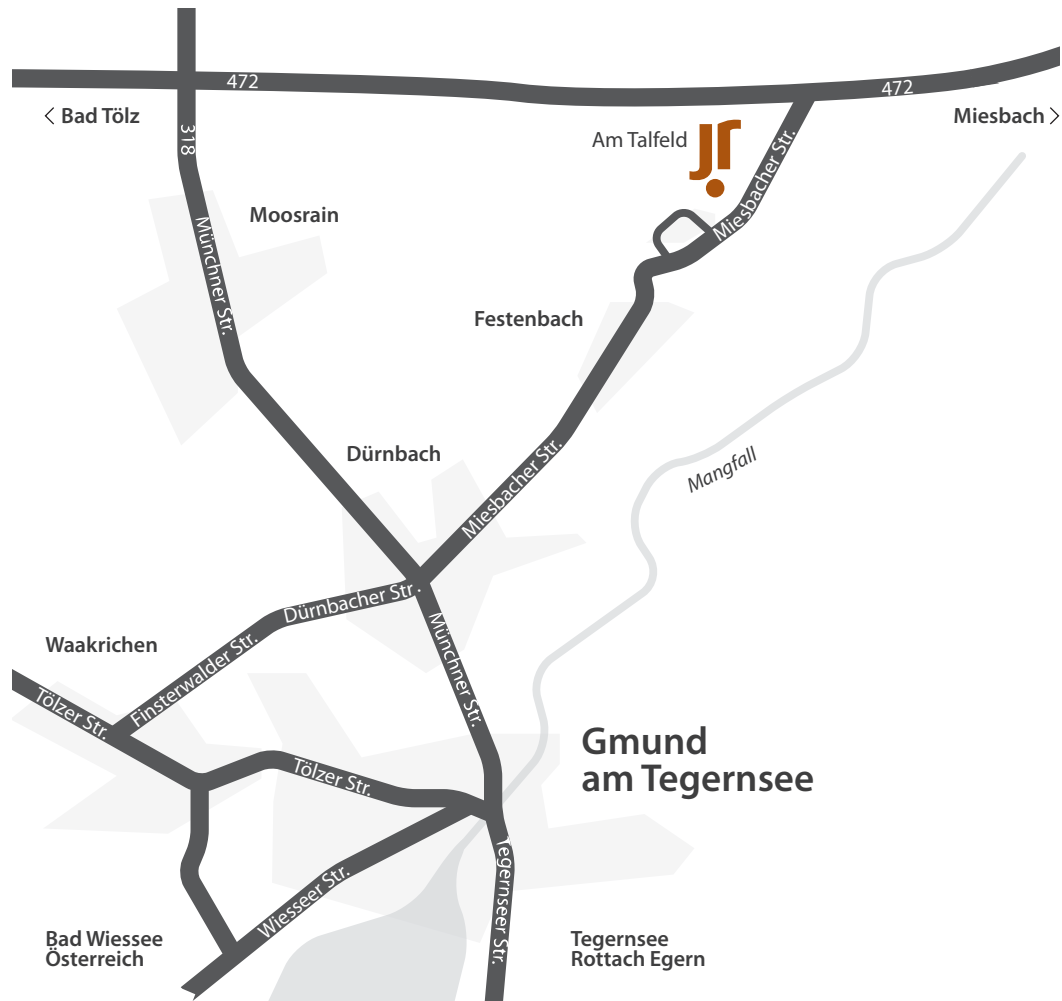 472
472
< Bad Tölz
Miesbach >
318
Am Talfeld
Miesbacher Str.
Moosrain
Münchner Str.
Festenbach
Dürnbach
Miesbacher Str.
Mangfall
Dürnbacher Str.
Münchner Str.
Waakrichen
Finsterwalder Str.
Tölzer Str.
Gmund
am Tegernsee
Tölzer Str.
Tegernseer Str.
Wiesseer Str.
Bad Wiessee
Österreich
Tegernsee
Rottach Egern